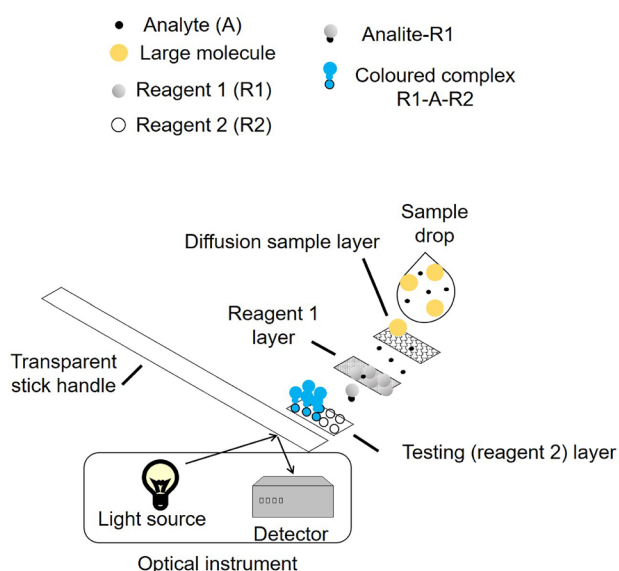 Analyte (A)
Large molecule
Reagent 1 (R1)
Reagent 2 (R2)
Analite-R1
Coloured complex
R1-A-R2
Sample
drop
Diffusion sample layer
Reagent 1
layer
Transparent
stick handle
Testing (reagent 2) layer
Light source
Detector
Optical instrument